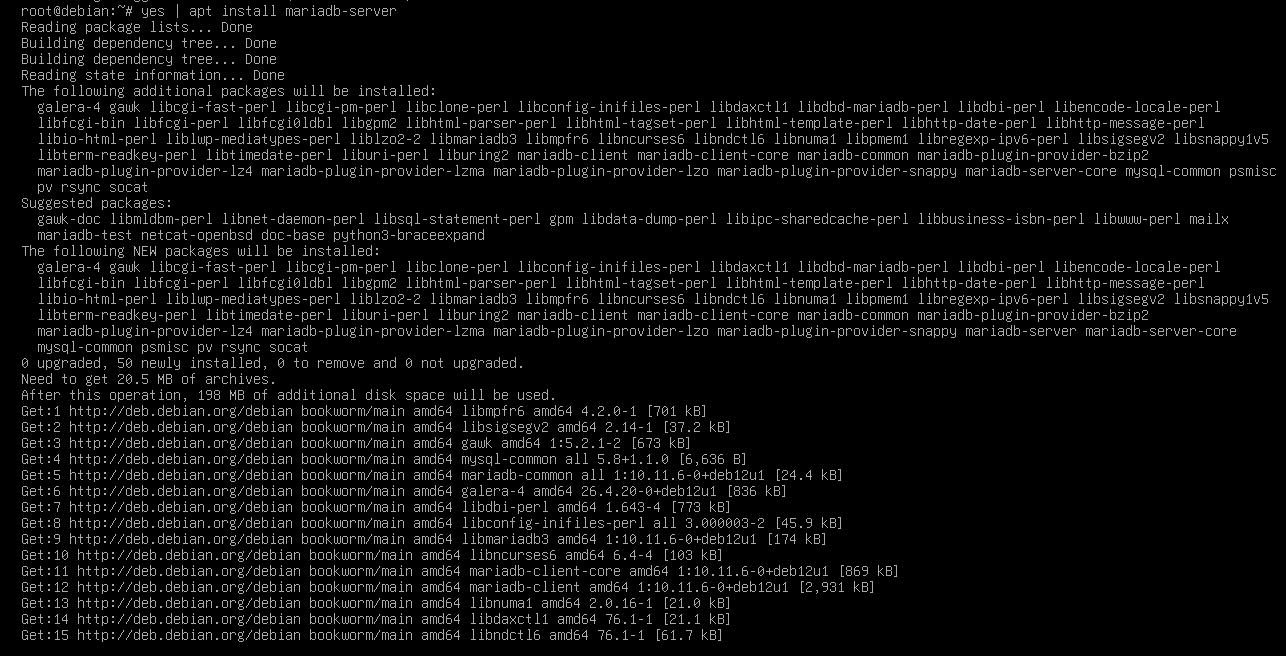 root@debian:~# yes | apt install mariadb-server
Reading package lists... Done
Building dependency tree... Done
Building dependency tree... Done
Reading state information... Done
The following additional packages will be installed:
galera-4 gawk libcgi-fast-perl libcgi-pm-perl libclone-perl libconfig-inifiles-perl libdaxctl1 libdbd-mariadb-perl libdbi-perl libencode-locale-perl
libfcgi-bin libfcgi-perl libfcgi0ldbl libgpm2 libhtml-parser-perl libhtml-tagset-perl libhtml-template-perl libhttp-date-perl libhttp-message-perl
libio-html-perl liblwp-mediatypes-perl liblzo2-2 libmariadb3 libmpfr6 libncurses6 libndctl6 libnuma1 libpmem1 libregexp-ipv6-perl libsigsegv2 libsnappy1v5
libterm-readkey-perl libtimedate-perl liburi-perl liburing2 mariadb-client mariadb-client-core mariadb-common mariadb-plugin-provider-bzip2
mariadb-plugin-provider-lz4 mariadb-plugin-provider-lzma mariadb-plugin-provider-lzo mariadb-plugin-provider-snappy mariadb-server-core mysql-common psmisc
pv rsync socat
Suggested packages:
gawk-doc libmldbm-perl libnet-daemon-perl libsql-statement-perl gpm libdata-dump-perl libipc-sharedcache-perl libbusiness-isbn-perl libwww-perl mailx
mariadb-test netcat-openbsd doc-base python3-braceexpand
The following NEW packages will be installed:
galera-4 gawk libcgi-fast-perl libcgi-pm-perl libclone-perl libconfig-inifiles-perl libdaxctl1 libdbd-mariadb-perl libdbi-perl libencode-locale-perl
libfcgi-bin libfcgi-perl libfcgi0ldbl libgpm2 libhtml-parser-perl libhtml-tagset-perl libhtml-template-perl libhttp-date-perl libhttp-message-perl
libio-html-perl liblwp-mediatypes-perl liblzo2-2 libmariadb3 libmpfr6 libncurses6 libndctl6 libnuma1 libpmem1 libregexp-ipv6-perl libsigsegv2 libsnappy1v5
libterm-readkey-perl libtimedate-perl liburi-perl liburing2 mariadb-client mariadb-client-core mariadb-common mariadb-plugin-provider-bzip2
mariadb-plugin-provider-lz4 mariadb-plugin-provider-lzma mariadb-plugin-provider-lzo mariadb-plugin-provider-snappy mariadb-server mariadb-server-core
mysql-common psmisc pv rsync socat
0 upgraded, 50 newly installed, 0 to remove and 0 not upgraded.
Need to get 20.5 MB of archives.
After this operation, 198 MB of additional disk space will be used.
Get:1 http://deb.debian.org/debian bookworm/main amd64 libmpfr6 amd64 4.2.0-1 [701 kB]
Get:2 http://deb.debian.org/debian bookworm/main amd64 libsigsegv2 amd64 2.14-1 [37.2 kB]
Get:3 http://deb.debian.org/debian bookworm/main amd64 gawk amd64 1:5.2.1-2 [673 kB]
Get:4 http://deb.debian.org/debian bookworm/main amd64 mysql-common all 5.8+1.1.0 [6,636 B]
Get:5 http://deb.debian.org/debian bookworm/main amd64 mariadb-common all 1:10.11.6-0+deb12u1 [24.4 kB]
Get:6 http://deb.debian.org/debian bookworm/main amd64 galera-4 amd64 26.4.20-0+deb12u1 [836 kB]
Get:7 http://deb.debian.org/debian bookworm/main amd64 libdbi-perl amd64 1.643-4 [773 kB]
Get:8 http://deb.debian.org/debian bookworm/main amd64 libconfig-inifiles-perl all 3.000003-2 [45.9 kB]
Get:9 http://deb.debian.org/debian bookworm/main amd64 libmariadb3 amd64 1:10.11.6-0+deb12u1 [174 kB]
Get:10 http://deb.debian.org/debian bookworm/main amd64 libncurses6 amd64 6.4-4 [103 kB]
Get:11 http://deb.debian.org/debian bookworm/main amd64 mariadb-client-core amd64 1:10.11.6-0+deb12u1 [869 kB]
Get:12 http://deb.debian.org/debian bookworm/main amd64 mariadb-client amd64 1:10.11.6-0+deb12u1 [2,931 kB]
Get:13 http://deb.debian.org/debian bookworm/main amd64 libnuma1 amd64 2.0.16-1 [21.0 kB]
Get:14 http://deb.debian.org/debian bookworm/main amd64 libdaxctl1 amd64 76.1-1 [21.1 kB]
Get:15 http://deb.debian.org/debian bookworm/main amd64 libndctl6 amd64 76.1-1 [61.7 kB]